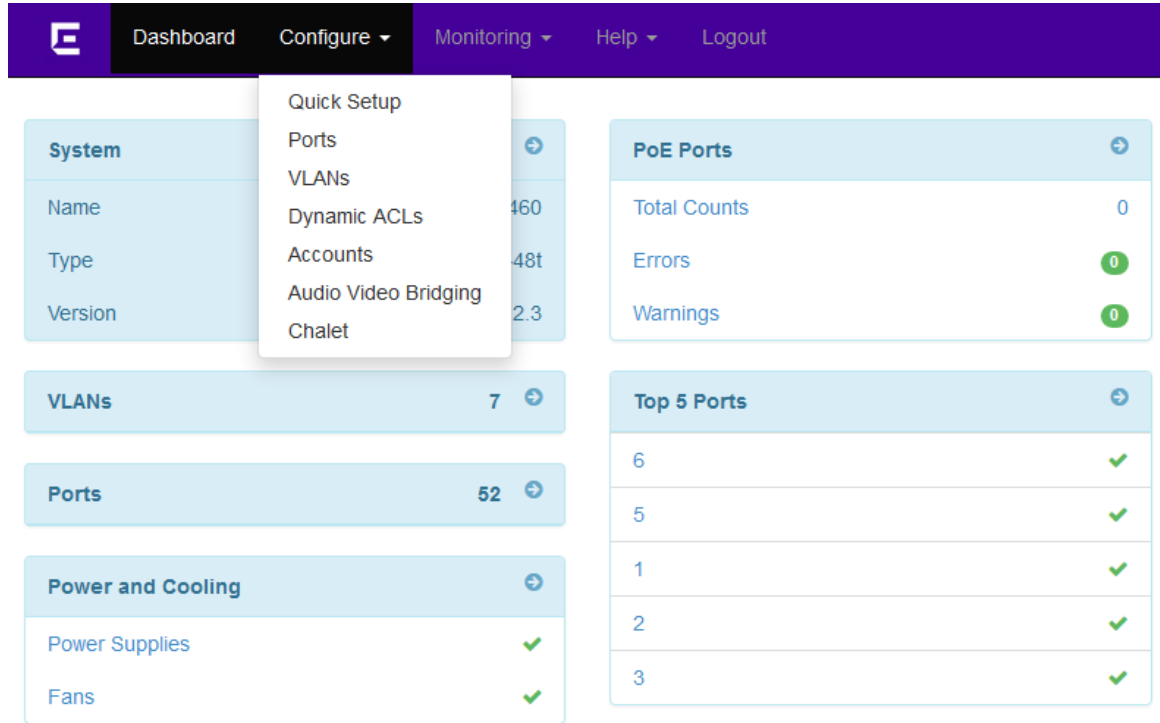 Dashboard Configure Monitoring Help Logout
Quick Setup
Ports
VLANs
Dynamic ACLs
Accounts
Audio Video Bridging
Chalet
System
Name 460
Type 48t
Version 2.3
VLANs 7
Ports 52
Power and Cooling
Power Supplies
Fans
PoE Ports
Total Counts 0
Errors 0
Warnings 0
Top 5 Ports
6
5
1
2
3